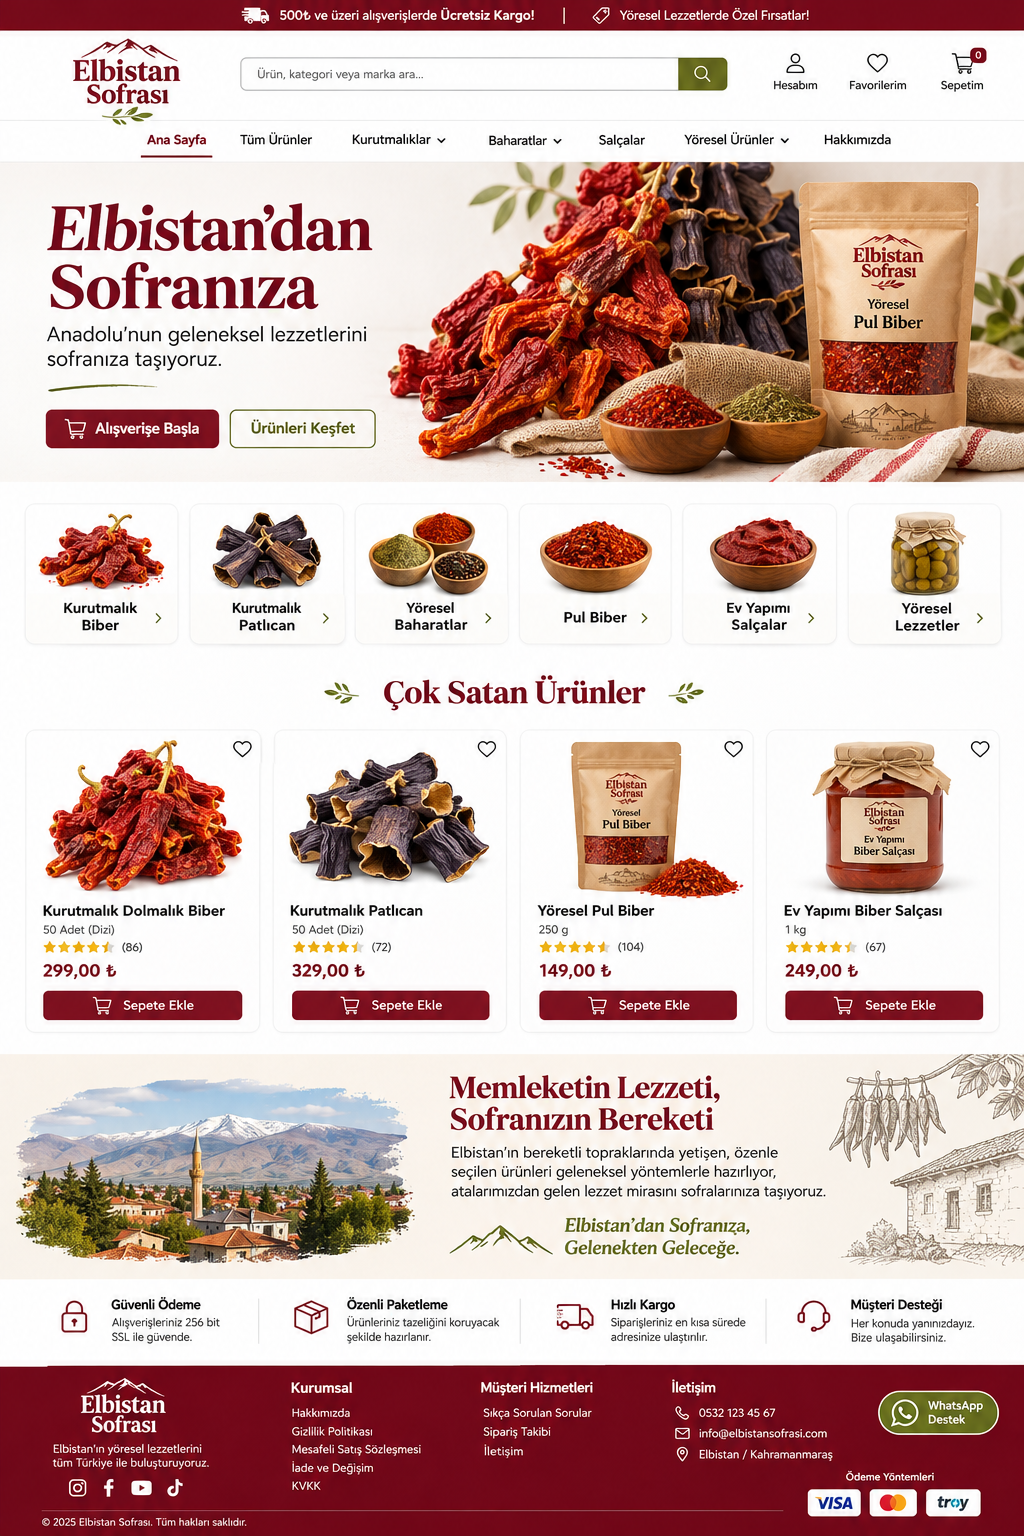 500₺ ve üzeri alışverişlerde Ücretsiz Kargo!
Yöresel Lezzetlerde Özel Fırsatlar!
Elbistan
Sofrası
Ürün, kategori veya marka ara...
Hesabım
Favorilerim
0
Sepetim
Ana Sayfa
Tüm Ürünler
Kurutmalıklar
Baharatlar
Salçalar
Yöresel Ürünler
Hakkımızda
Elbistan’dan
Sofranıza
Anadolu’nun geleneksel lezzetlerini
sofranıza taşıyoruz.
Alışverişe Başla
Ürünleri Keşfet
Elbistan
Sofrası
Yöresel
Pul Biber
Kurutmalık
Biber
Kurutmalık
Patlıcan
Yöresel
Baharatlar
Pul Biber
Ev Yapımı
Salçalar
Yöresel
Lezzetler
Çok Satan Ürünler
Kurutmalık Dolmalık Biber
50 Adet (Dizi)
(86)
299,00 ₺
Sepete Ekle
Kurutmalık Patlıcan
50 Adet (Dizi)
(72)
329,00 ₺
Sepete Ekle
Elbistan
Sofrası
Yöresel
Pul Biber
Yöresel Pul Biber
250 g
(104)
149,00 ₺
Sepete Ekle
Elbistan
Sofrası
Ev Yapımı
Biber Salçası
Ev Yapımı Biber Salçası
1 kg
(67)
249,00 ₺
Sepete Ekle
Memleketin Lezzeti,
Sofranızın Bereketi
Elbistan’ın bereketli topraklarında yetişen, özenle
seçilen ürünleri geleneksel yöntemlerle hazırlıyor,
atalarımızdan gelen lezzet mirasını sofralarınıza taşıyoruz.
Elbistan’dan Sofranıza,
Gelenekten Geleceğe.
Güvenli Ödeme
Alışverişleriniz 256 bit
SSL ile güvende.
Özenli Paketleme
Ürünleriniz tazeliğini koruyacak
şekilde hazırlanır.
Hızlı Kargo
Siparişleriniz en kısa sürede
adresinize ulaştırılır.
Müşteri Desteği
Her konuda yanınızdayız.
Bize ulaşabilirsiniz.
Elbistan
Sofrası
Elbistan'ın yöresel lezzetlerini
tüm Türkiye ile buluşturuyoruz.
Kurumsal
Hakkımızda
Gizlilik Politikası
Mesafeli Satış Sözleşmesi
İade ve Değişim
KVKK
Müşteri Hizmetleri
Sıkça Sorulan Sorular
Sipariş Takibi
İletişim
İletişim
0532 123 45 67
info@elbistansofrasi.com
Elbistan / Kahramanmaraş
WhatsApp
Destek
Ödeme Yöntemleri
VISA
troy
© 2025 Elbistan Sofrası. Tüm hakları saklıdır.